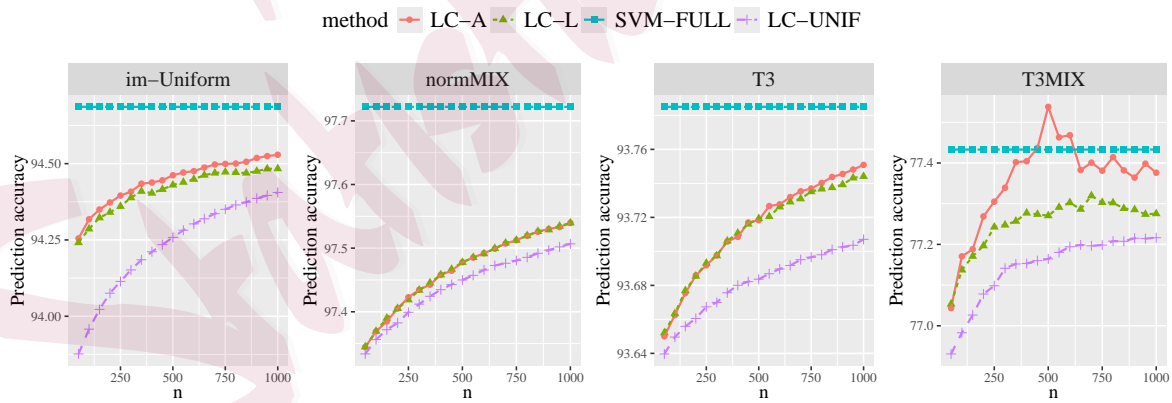 method LC−A LC−L SVM−FULL LC−UNIF
im−Uniform
normMIX
T3
T3MIX
Prediction accuracy
94.50
94.25
94.00
250 500 750 1000
n
Prediction accuracy
97.7
97.6
97.5
97.4
250 500 750 1000
n
Prediction accuracy
93.76
93.72
93.68
93.64
250 500 750 1000
n
Prediction accuracy
77.4
77.2
77.0
250 500 750 1000
n